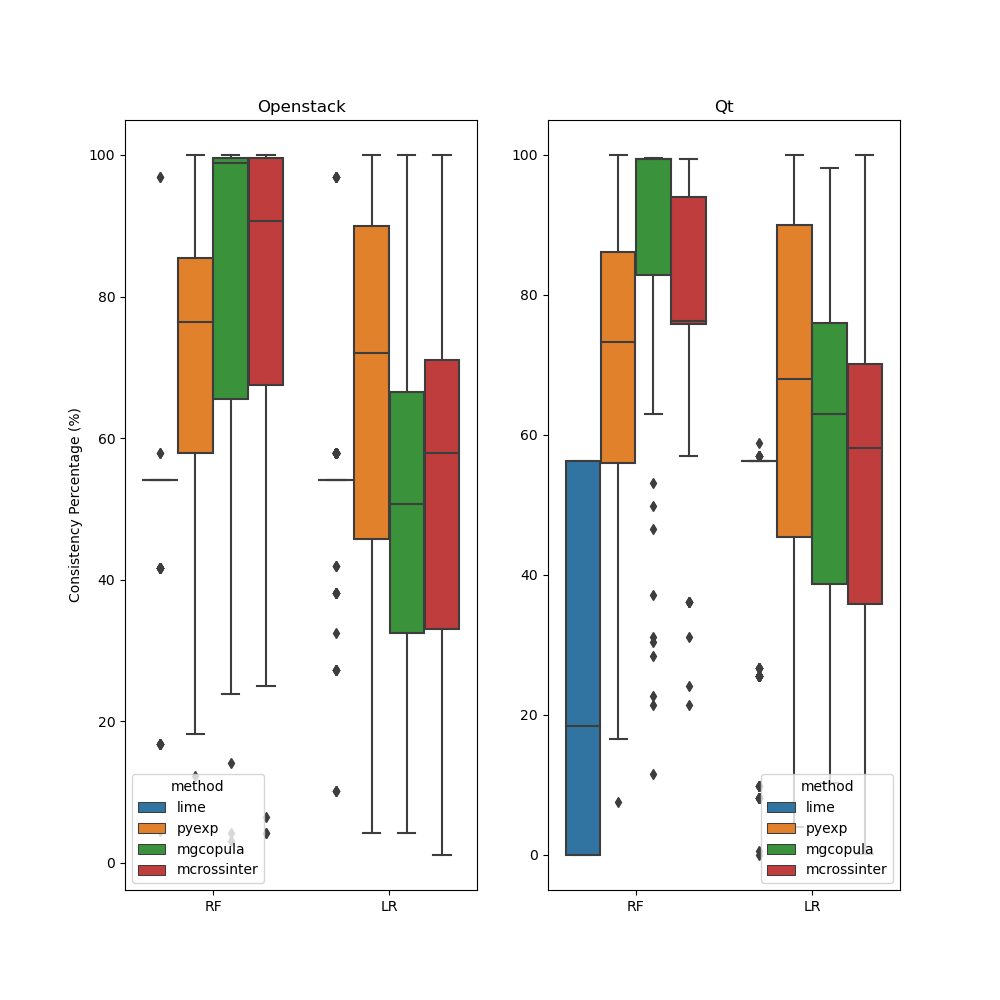 Openstack
Consistency Percentage (%)
100
80
60
40
20
0
RF
LR
method
lime
pyexp
mgcopula
mcrossinter
Qt
100
80
60
40
20
0
RF
LR
method
lime
pyexp
mgcopula
mcrossinter